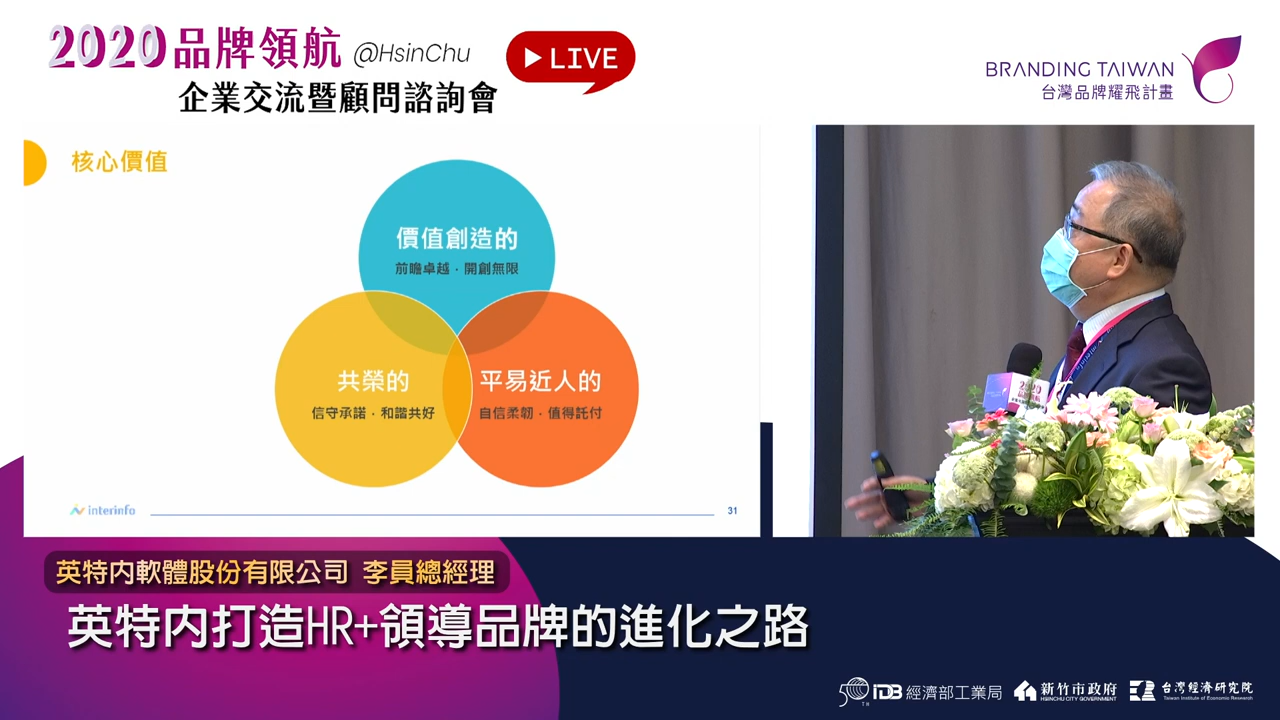 2020品牌領航 @HsinChu
LIVE
企業交流暨顧問諮詢會
BRANDING TAIWAN
台灣品牌耀飛計畫
核心價值
價值創造的
前瞻卓越．開創無限
共榮的
信守承諾．和諧共好
平易近人的
自信柔韌．值得託付
interinfo
31
2020
品牌領航
英特內軟體股份有限公司 李員總經理
英特內打造HR+領導品牌的進化之路
50TH IDB 經濟部工業局
新竹市政府
HSINCHU CITY GOVERNMENT
台灣經濟研究院
Taiwan Institute of Economic Research